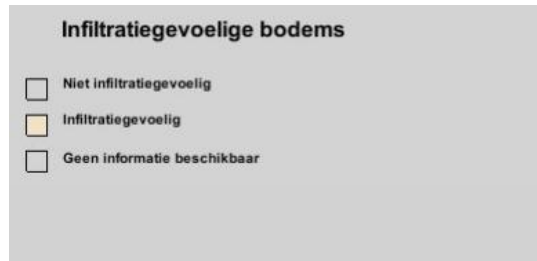 Infiltratiegevoelige bodems
Niet infiltratiegevoelig
Infiltratiegevoelig
Geen informatie beschikbaar